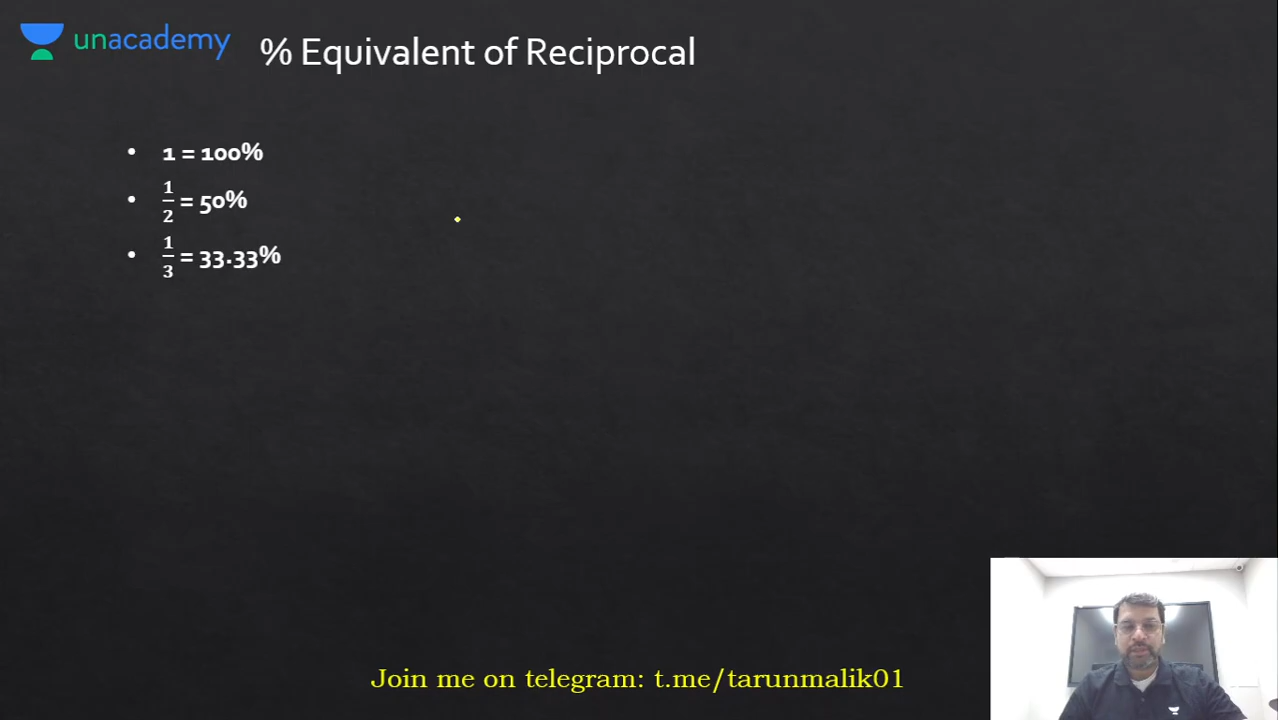 unacademy
% Equivalent of Reciprocal
• 1 = 100%
• 1/2 = 50%
• 1/3 = 33.33%
Join me on telegram: t.me/tarunmalik01